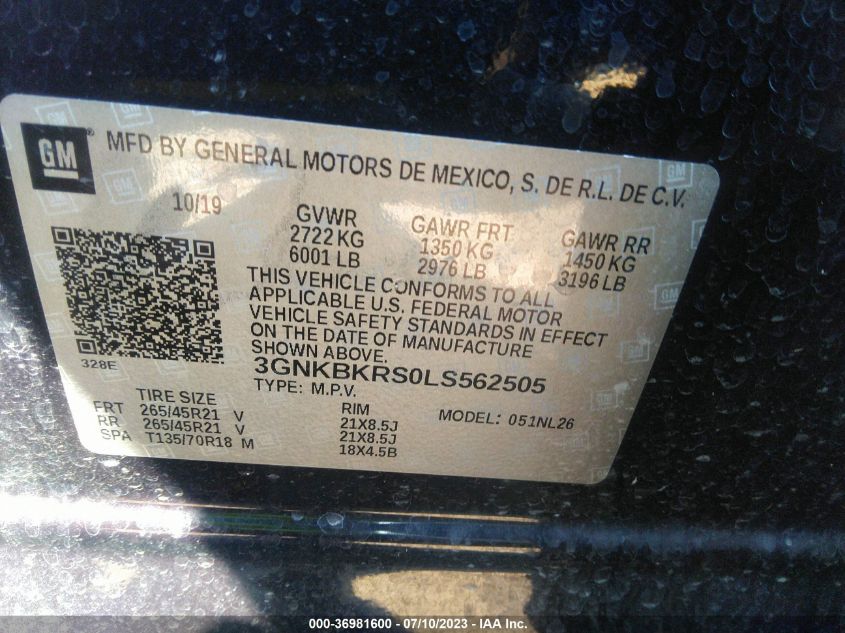 GM ® MFD BY GENERAL MOTORS DE MEXICO, S. DE R.L. DE C.V.
10/19 GVWR GAWR FRT GAWR RR
2722 KG 1350 KG 1450 KG
6001 LB 2976 LB 3196 LB
THIS VEHICLE CONFORMS TO ALL
APPLICABLE U.S. FEDERAL MOTOR
VEHICLE SAFETY STANDARDS IN EFFECT
ON THE DATE OF MANUFACTURE
SHOWN ABOVE.
328E
3GNKBKRS0LS562505
TYPE: M.P.V.
TIRE SIZE RIM MODEL: 051NL26
FRT 265/45R21 V 21X8.5J
RR 265/45R21 V 21X8.5J
SPA T135/70R18 M 18X4.5B
000-36981600 - 07/10/2023 - IAA Inc.